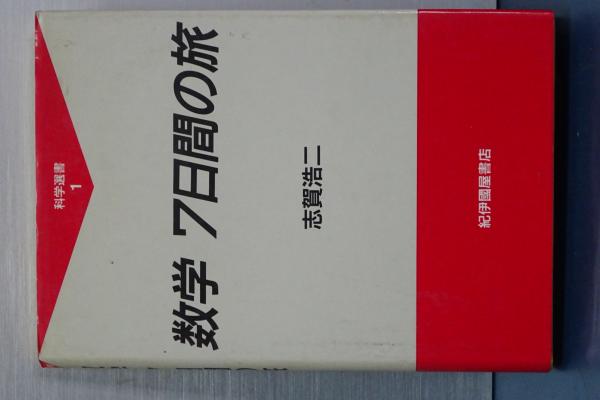 科学選書
1
数学 7日間の旅
志賀浩二
紀伊國屋書店